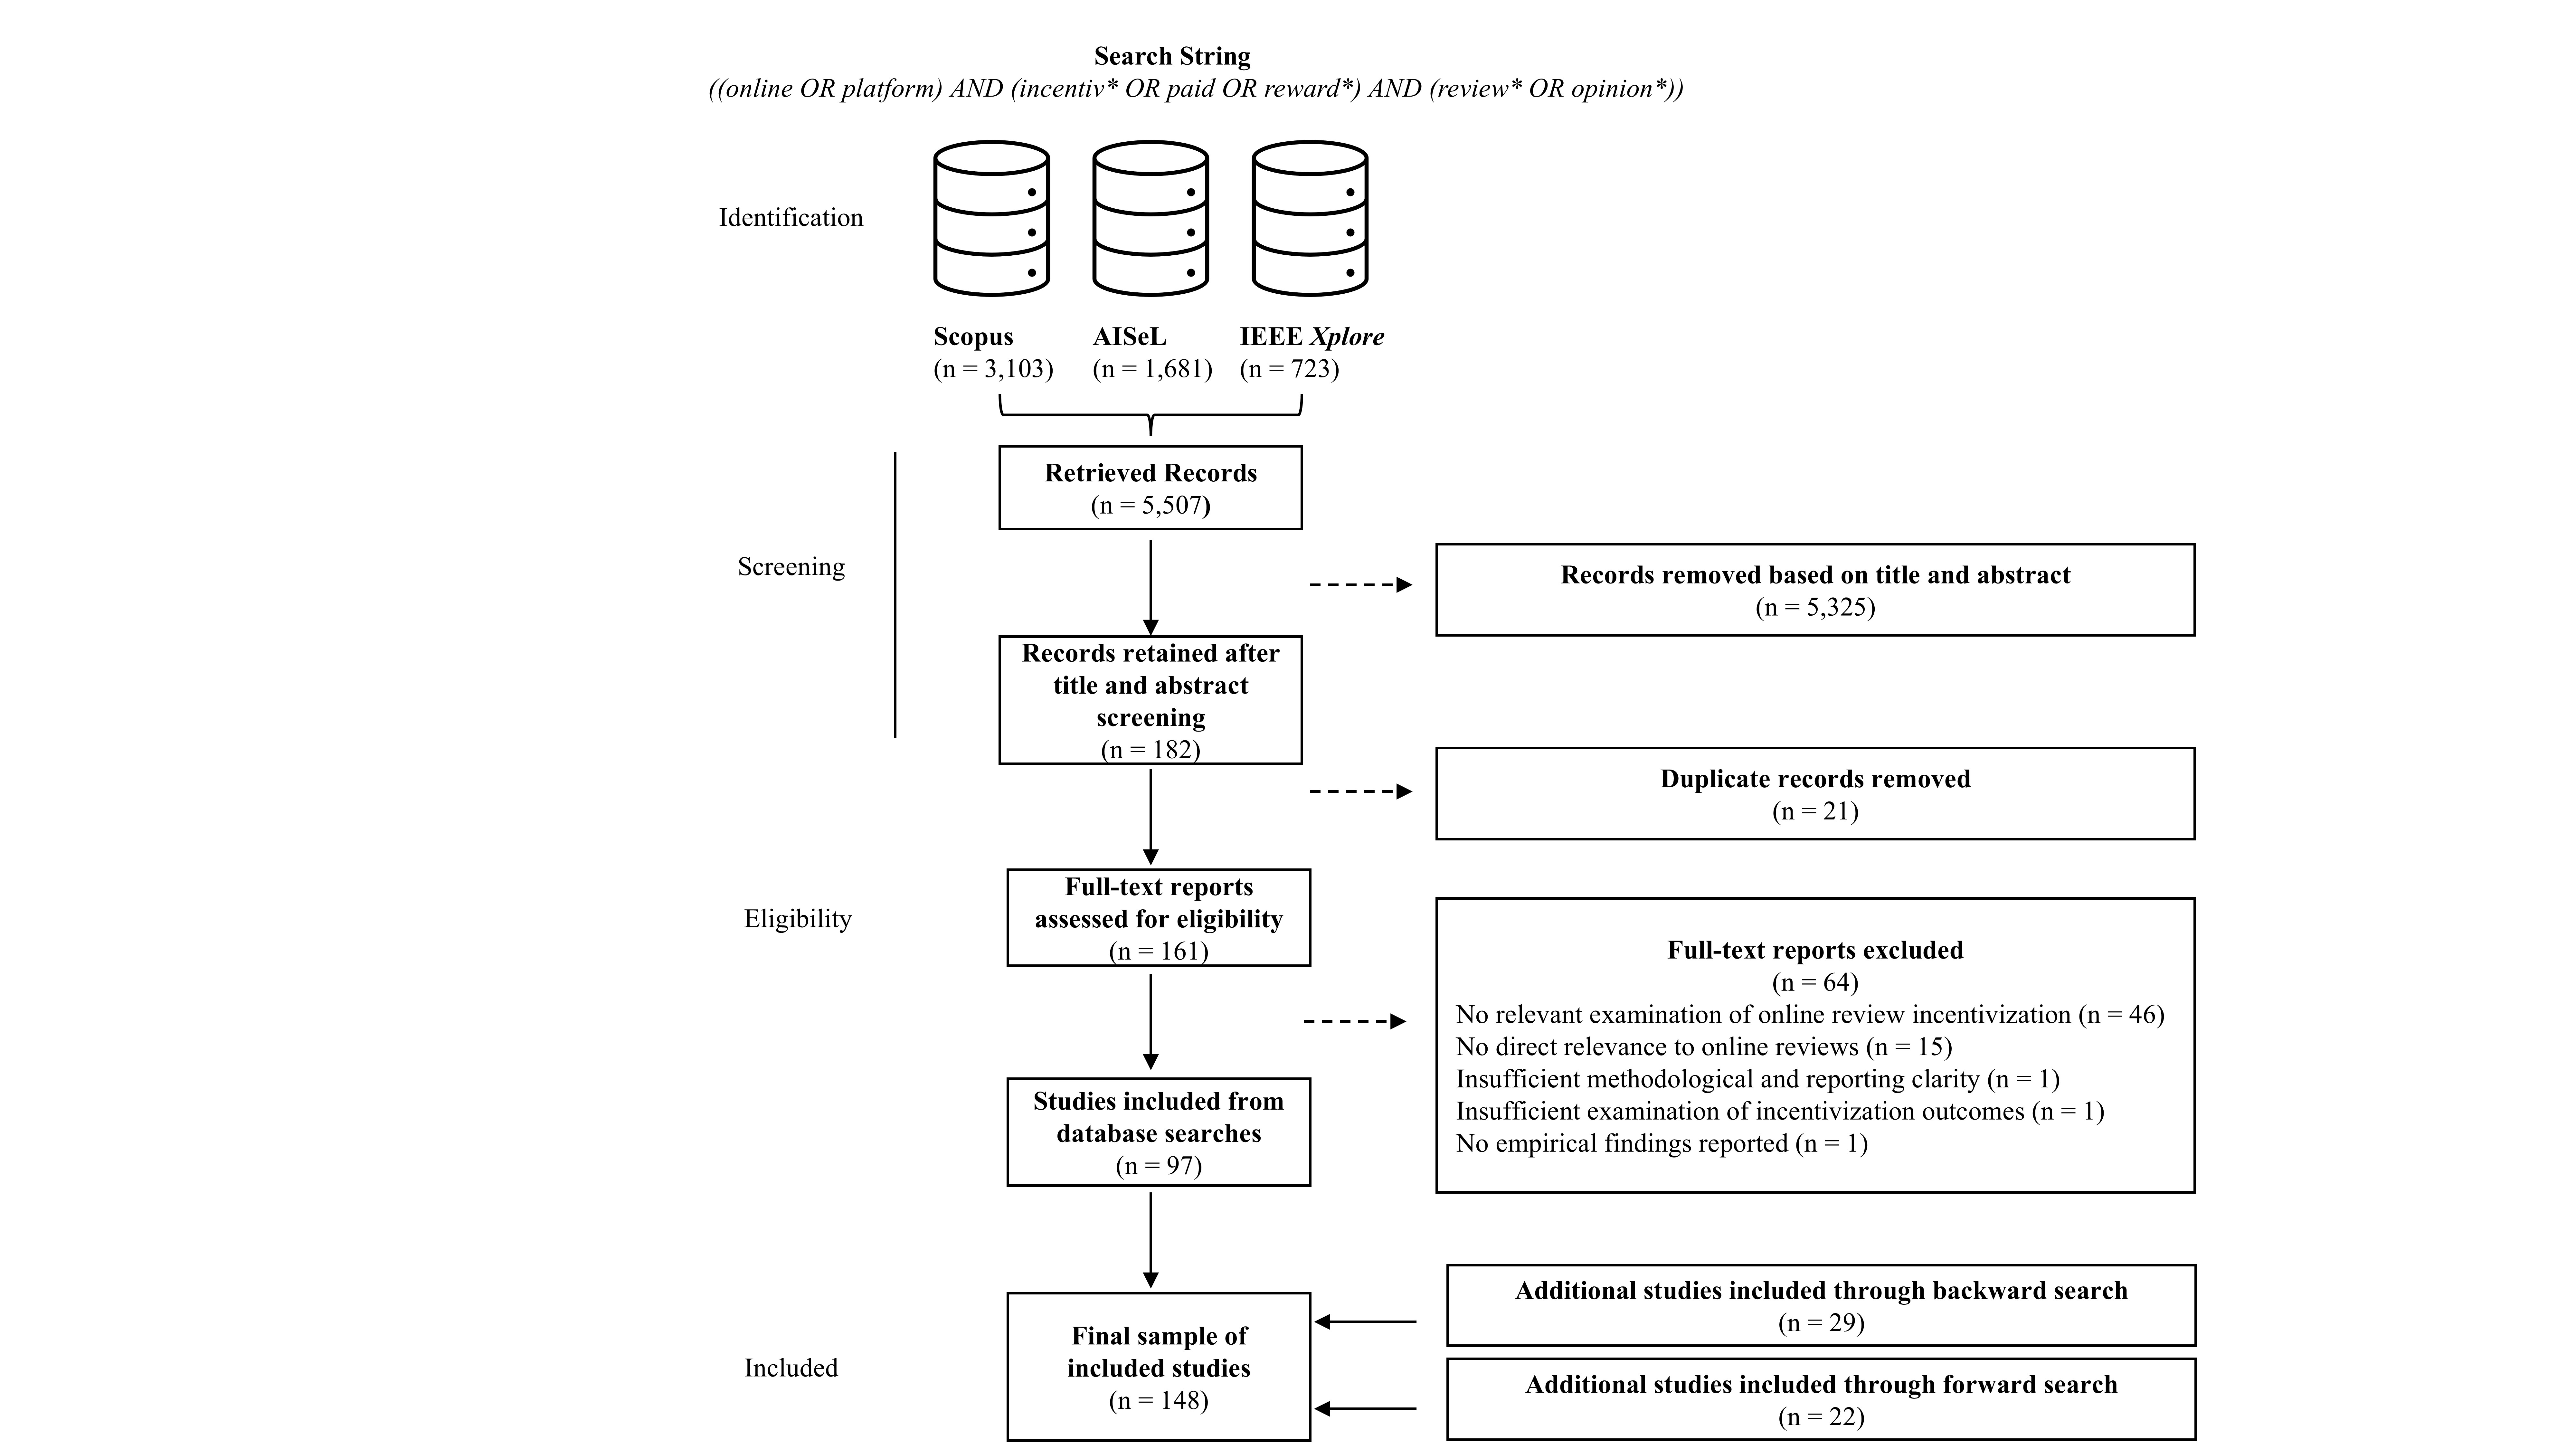 Search String
((online OR platform) AND (incentiv* OR paid OR reward*) AND (review* OR opinion*))
Identification
Scopus
(n = 3,103)
AISeL
(n = 1,681)
IEEE Xplore
(n = 723)
Retrieved Records
(n = 5,507)
Screening
Records removed based on title and abstract
(n = 5,325)
Records retained after
title and abstract
screening
(n = 182)
Duplicate records removed
(n = 21)
Eligibility
Full-text reports
assessed for eligibility
(n = 161)
Full-text reports excluded
(n = 64)
No relevant examination of online review incentivization (n = 46)
No direct relevance to online reviews (n = 15)
Insufficient methodological and reporting clarity (n = 1)
Insufficient examination of incentivization outcomes (n = 1)
No empirical findings reported (n = 1)
Studies included from
database searches
(n = 97)
Included
Final sample of
included studies
(n = 148)
Additional studies included through backward search
(n = 29)
Additional studies included through forward search
(n = 22)